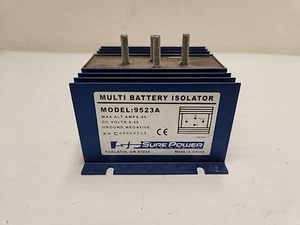 MULTI BATTERY ISOLATOR
MODEL:9523A
MAX ALT AMPS:95
DC VOLTS:6-50
GROUND:NEGATIVE
SURE POWER
TUALATIN, OR 97062
Made in China